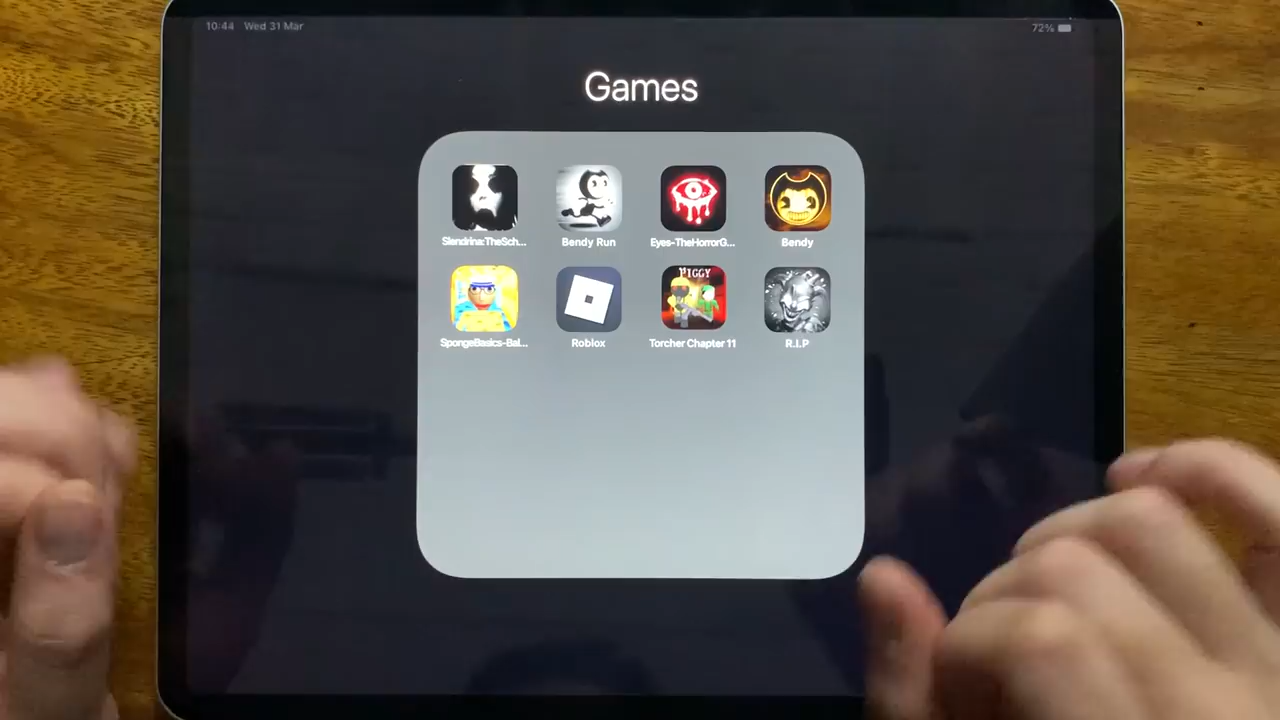 10:44 Wed 31 Mar
72%
Games
Slendrina:TheSch...
Bendy Run
Eyes-TheHorrorG...
Bendy
PIGGY
SpongeBasics-Bal...
Roblox
Torcher Chapter 11
R.I.P